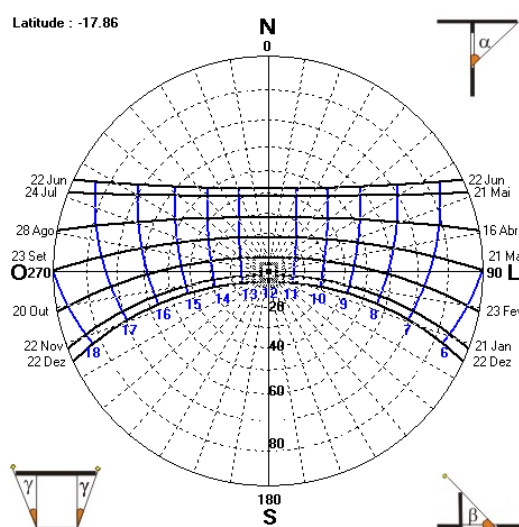 Latitude : -17.86
N
0
α
22 Jun
24 Jul
28 Ago
23 Set
O 270
20 Out
22 Nov
22 Dez
22 Jun
21 Mai
16 Abr
21 Ma
90 L
23 Fev
21 Jan
22 Dez
18 17 16 15 14 13 12 11 10 9 8 7 6
20
40
60
80
180
S
γ γ
β